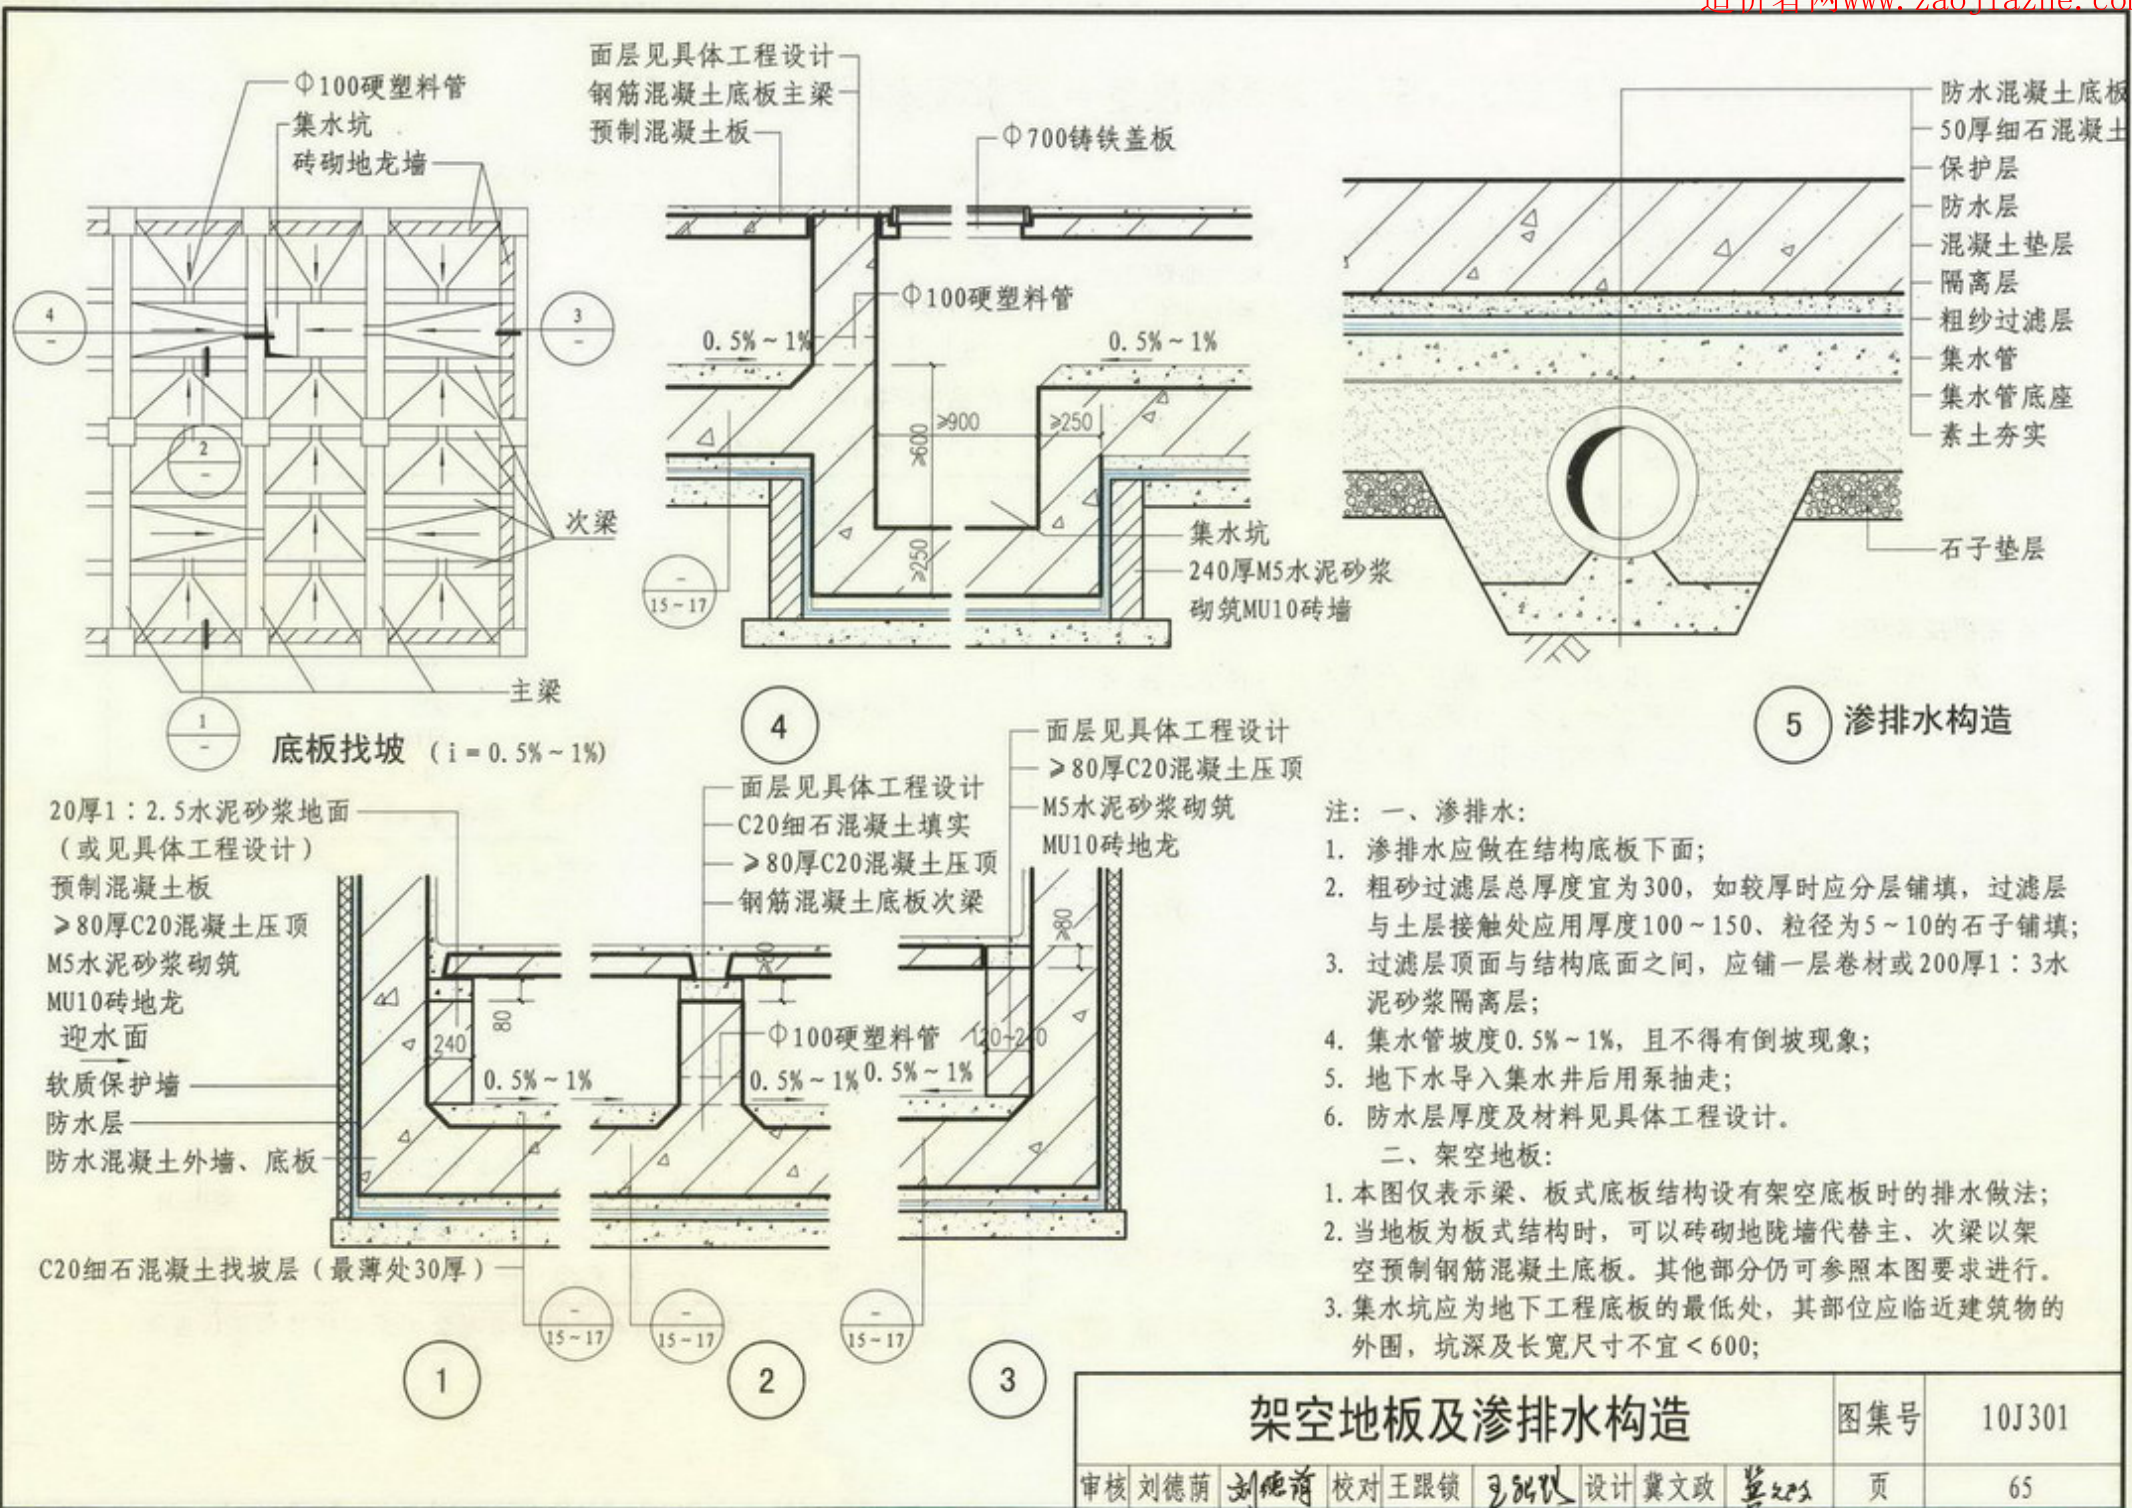 Φ100硬塑料管
集水坑
砖砌地龙墙
4
-
3
-
2
-
次梁
主梁
1
-
底板找坡 (i=0.5%~1%)
面层见具体工程设计
钢筋混凝土底板主梁
预制混凝土板
Φ700铸铁盖板
Φ100硬塑料管
0.5%~1%
0.5%~1%
≥900
≥250
≥600
≥250
集水坑
240厚M5水泥砂浆
砌筑MU10砖墙
-
15~17
4
防水混凝土底板
50厚细石混凝土
保护层
防水层
混凝土垫层
隔离层
粗纱过滤层
集水管
集水管底座
素土夯实
石子垫层
5 渗排水构造
20厚1:2.5水泥砂浆地面
(或见具体工程设计)
预制混凝土板
≥80厚C20混凝土压顶
M5水泥砂浆砌筑
MU10砖地龙
迎水面
软质保护墙
防水层
防水混凝土外墙、底板
C20细石混凝土找坡层(最薄处30厚)
240
80
0.5%~1%
-
15~17
1
面层见具体工程设计
C20细石混凝土填实
≥80厚C20混凝土压顶
钢筋混凝土底板次梁
Φ100硬塑料管
0.5%~1%
-
15~17
2
面层见具体工程设计
≥80厚C20混凝土压顶
M5水泥砂浆砌筑
MU10砖地龙
≥80
120~240
0.5%~1%
-
15~17
3
注: 一、渗排水:
1. 渗排水应做在结构底板下面;
2. 粗砂过滤层总厚度宜为300, 如较厚时应分层铺填, 过滤层
与土层接触处应用厚度100~150、粒径为5~10的石子铺填;
3. 过滤层顶面与结构底面之间, 应铺一层卷材或200厚1:3水
泥砂浆隔离层;
4. 集水管坡度0.5%~1%, 且不得有倒坡现象;
5. 地下水导入集水井后用泵抽走;
6. 防水层厚度及材料见具体工程设计。
二、架空地板:
1.本图仅表示梁、板式底板结构设有架空底板时的排水做法;
2.当地板为板式结构时, 可以砖砌地陇墙代替主、次梁以架
空预制钢筋混凝土底板。其他部分仍可参照本图要求进行。
3.集水坑应为地下工程底板的最低处, 其部位应临近建筑物的
外围, 坑深及长宽尺寸不宜<600;
架空地板及渗排水构造 图集号 10J301
审核 刘德荫 刘德荫 校对 王跟锁 设计 冀文政 页 65